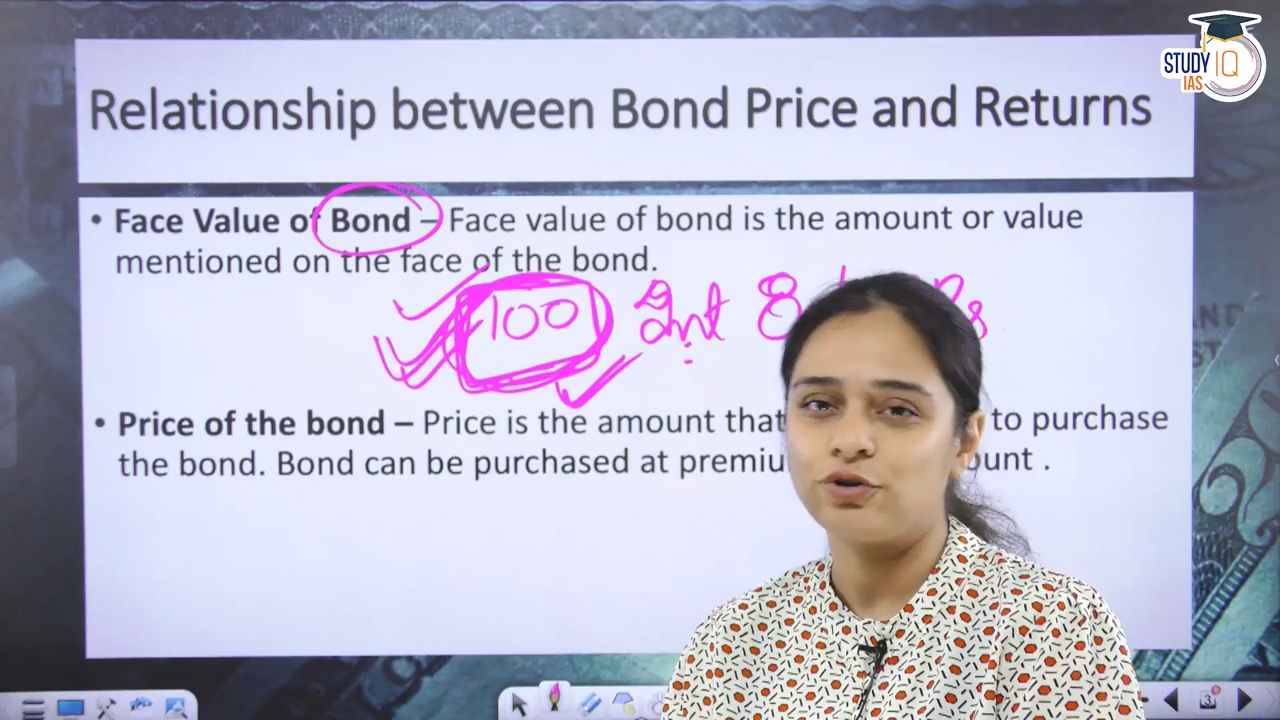 STUDY IQ
IAS
Relationship between Bond Price and Returns
• Face Value of Bond – Face value of bond is the amount or value
mentioned on the face of the bond.
100 Int 8
• Price of the bond – Price is the amount that to purchase
the bond. Bond can be purchased at
3